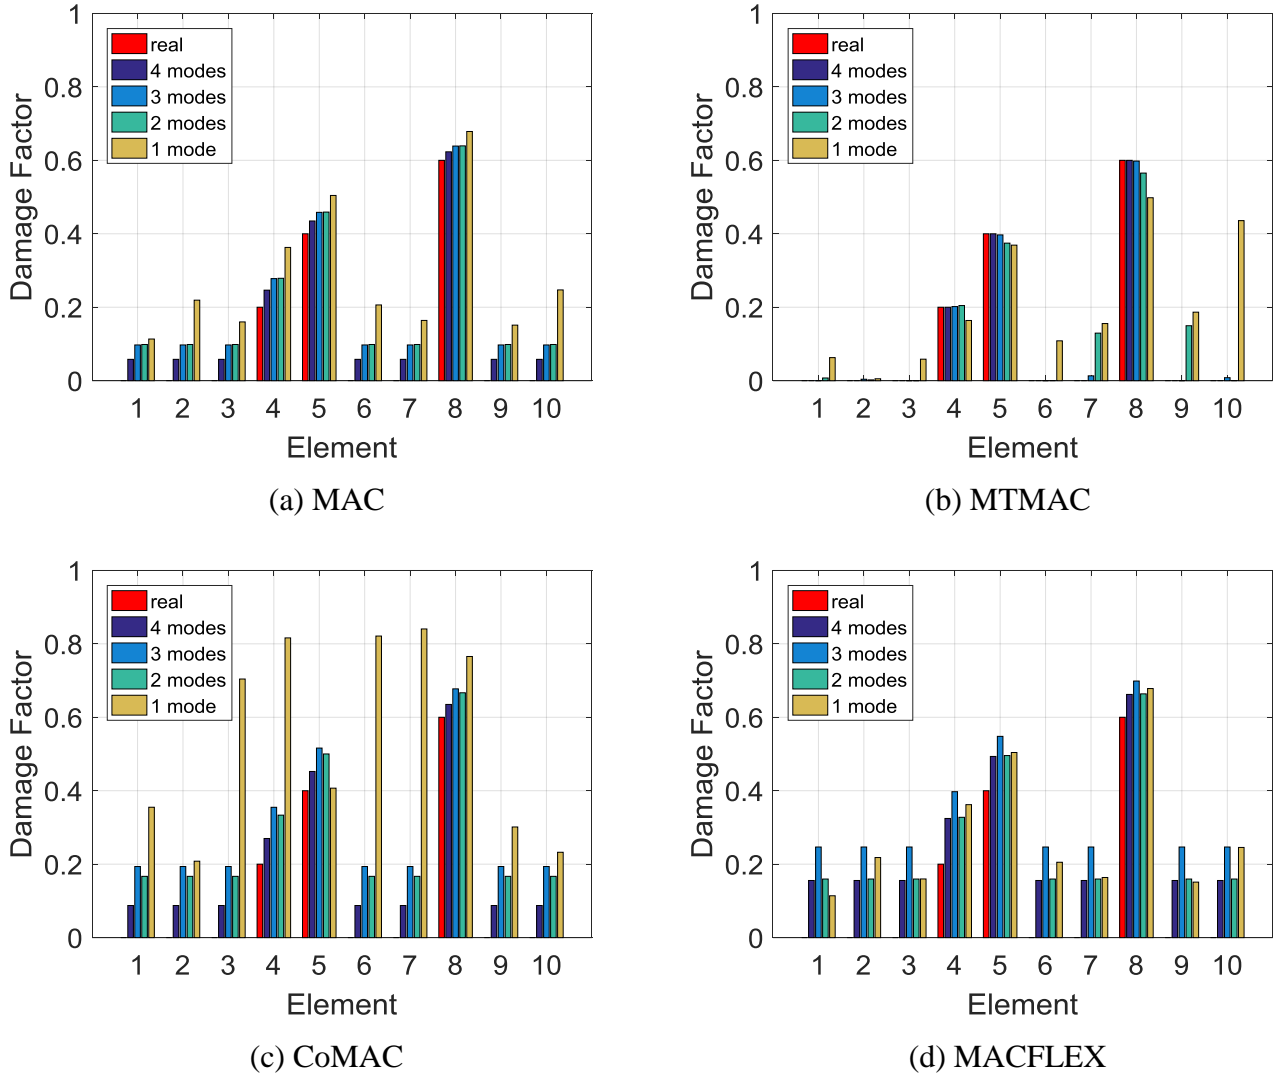 1
0.8
0.6
0.4
0.2
0
Damage Factor
real
4 modes
3 modes
2 modes
1 mode
1 2 3 4 5 6 7 8 9 10
Element
(a) MAC
1
0.8
0.6
0.4
0.2
0
Damage Factor
real
4 modes
3 modes
2 modes
1 mode
1 2 3 4 5 6 7 8 9 10
Element
(b) MTMAC
1
0.8
0.6
0.4
0.2
0
Damage Factor
real
4 modes
3 modes
2 modes
1 mode
1 2 3 4 5 6 7 8 9 10
Element
(c) CoMAC
1
0.8
0.6
0.4
0.2
0
Damage Factor
real
4 modes
3 modes
2 modes
1 mode
1 2 3 4 5 6 7 8 9 10
Element
(d) MACFLEX